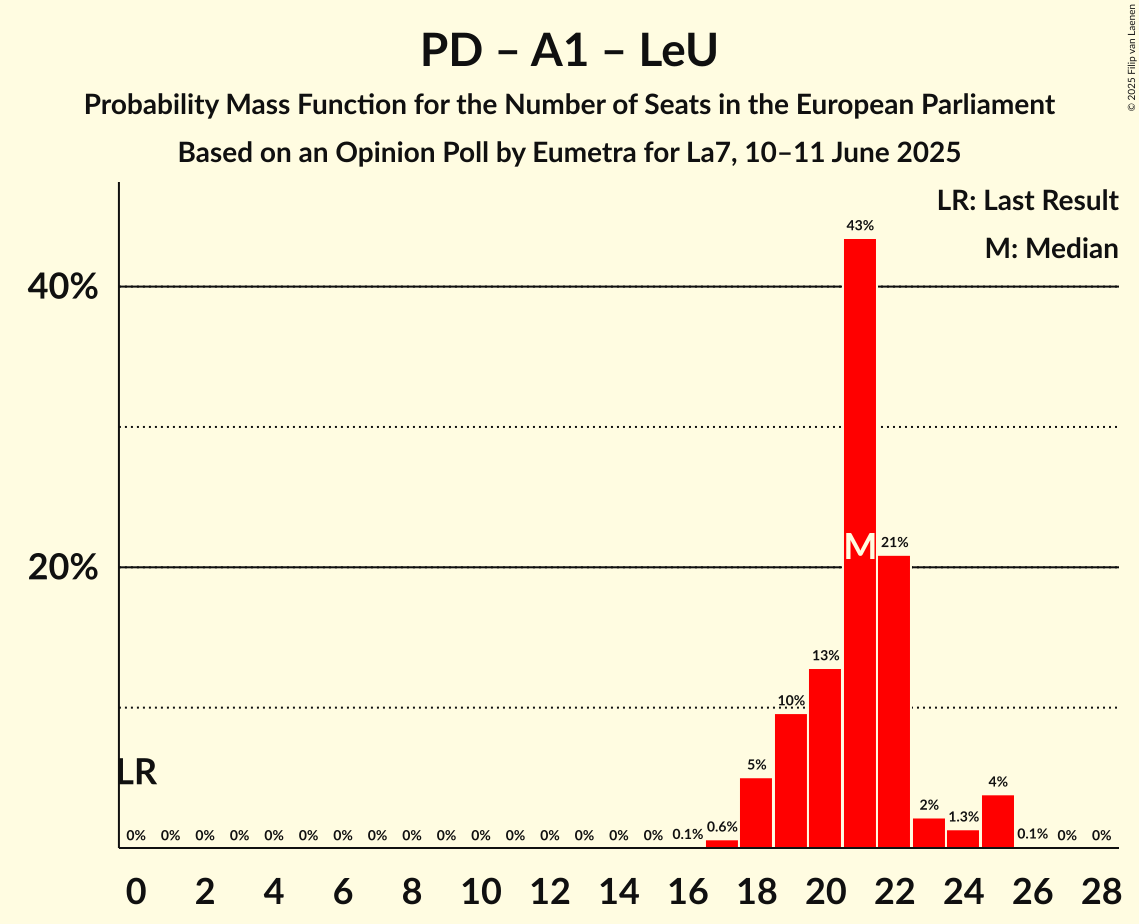 PD – A1 – LeU
Probability Mass Function for the Number of Seats in the European Parliament
Based on an Opinion Poll by Eumetra for La7, 10–11 June 2025
© 2025 Filip van Laenen
LR: Last Result
M: Median
43%
40%
M
21%
20%
13%
10%
LR
5%
4%
2%
1.3%
0% 0% 0% 0% 0% 0% 0% 0% 0% 0% 0% 0% 0% 0% 0% 0% 0.1% 0.6% 0.1% 0% 0%
0 2 4 6 8 10 12 14 16 18 20 22 24 26 28